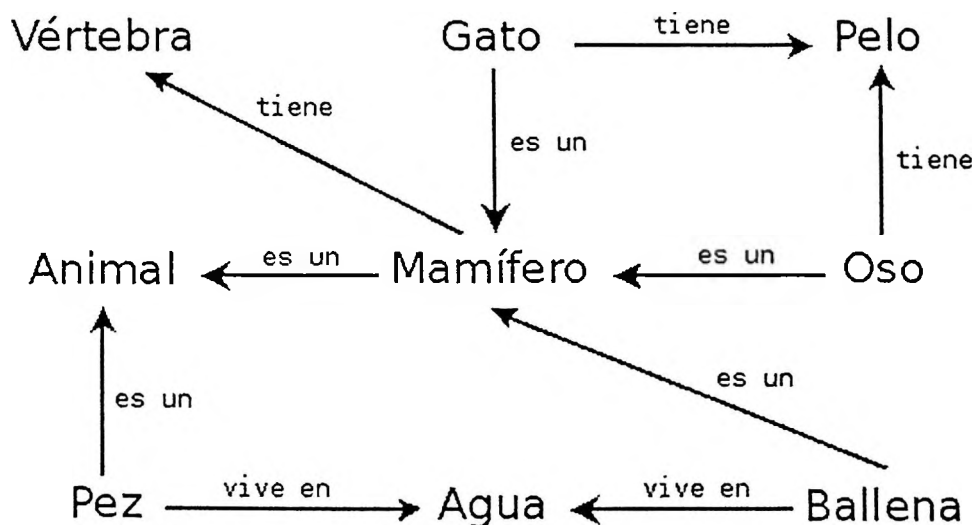 Vértebra
Gato
tiene
Pelo
tiene
es un
tiene
Animal
es un
Mamífero
es un
Oso
es un
es un
Pez
vive en
Agua
vive en
Ballena